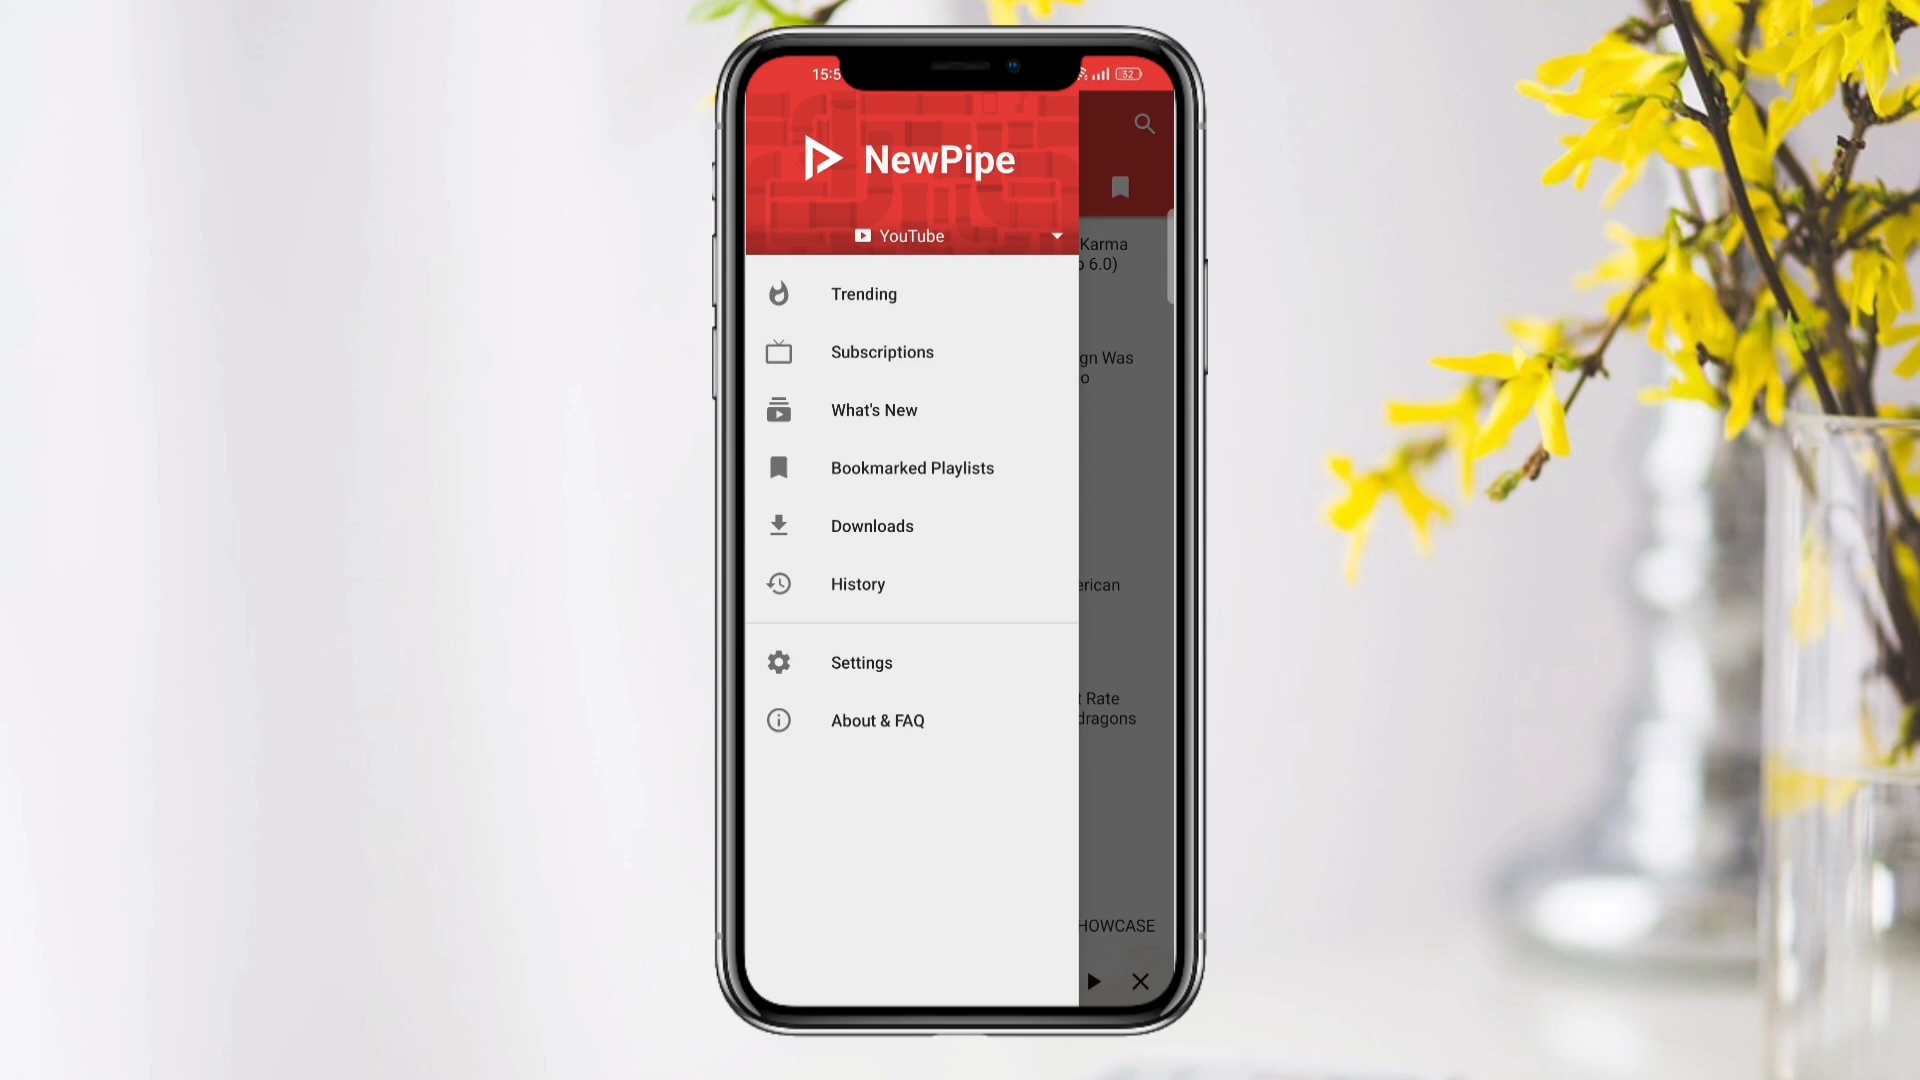 15:5
32
NewPipe
YouTube
Trending
Subscriptions
What's New
Bookmarked Playlists
Downloads
History
Settings
About & FAQ
Karma
6.0)
gn Was
o
erican
t Rate
dragons
HOWCASE